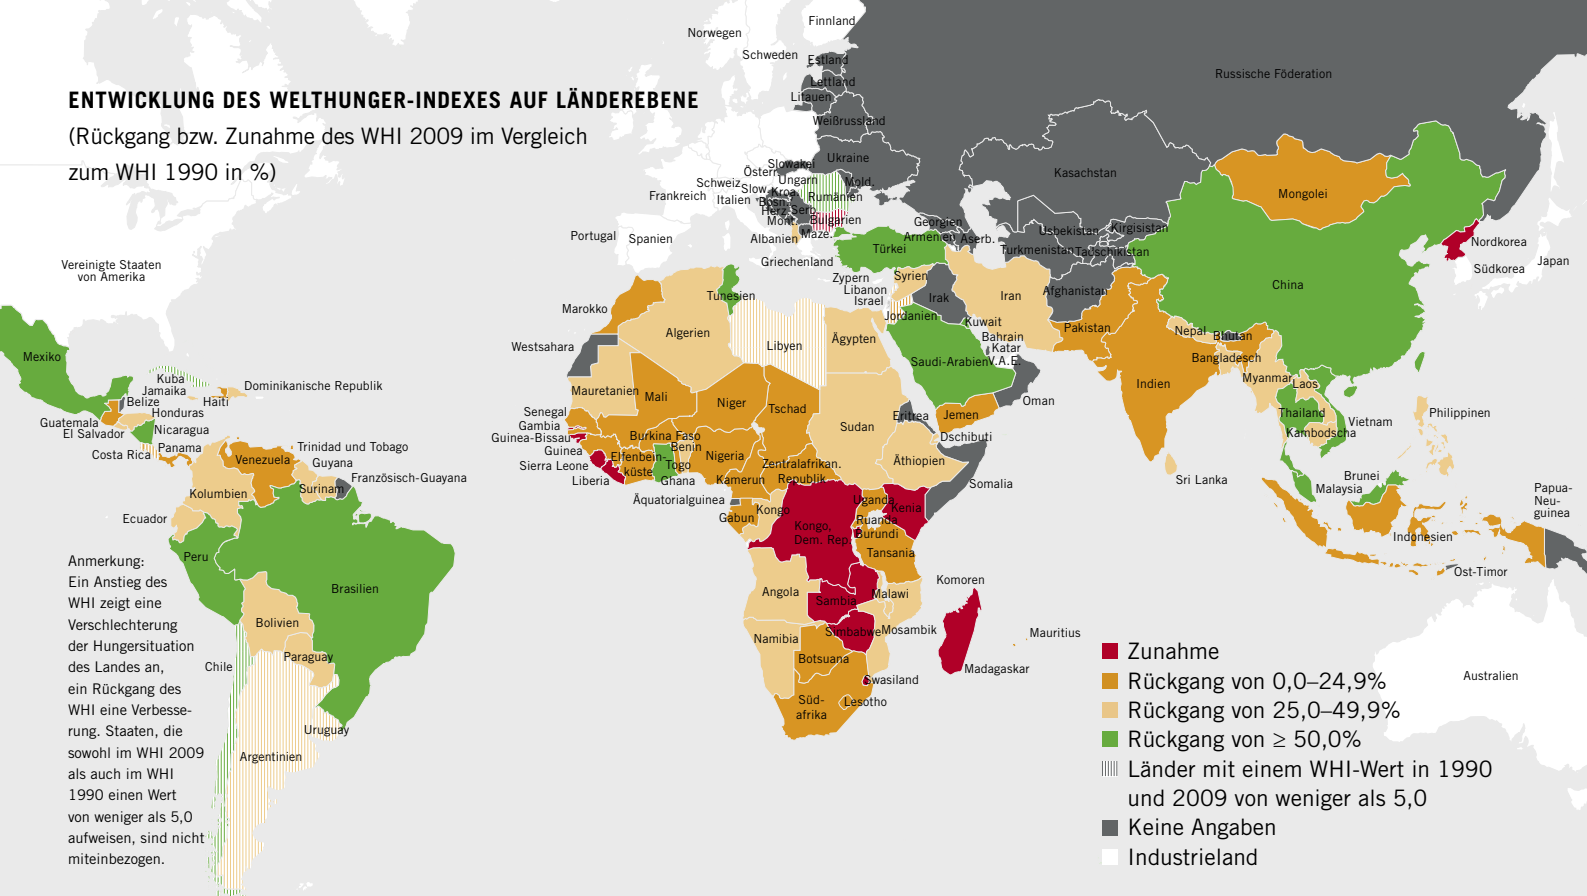 ENTWICKLUNG DES WELTHUNGER-INDEXES AUF LÄNDEREBENE
(Rückgang bzw. Zunahme des WHI 2009 im Vergleich
zum WHI 1990 in %)
Finnland
Norwegen
Schweden
Estland
Lettland
Litauen
Weißrussland
Russische Föderation
Slowakei
Ukraine
Österr.
Ungarn
Mold.
Schweiz
Slow.
Kroa.
Rumänien
Frankreich
Italien
Bosn.
Herz.
Serb.
Mont.
Bulgarien
Portugal
Spanien
Albanien
Maze.
Griechenland
Türkei
Georgien
Armenien
Aserb.
Kasachstan
Usbekistan
Kirgisistan
Turkmenistan
Tadschikistan
Mongolei
Nordkorea
Südkorea
Japan
China
Vereinigte Staaten
von Amerika
Zypern
Libanon
Israel
Syrien
Jordanien
Irak
Iran
Afghanistan
Kuwait
Bahrain
Katar
V.A.E.
Saudi-Arabien
Oman
Jemen
Pakistan
Indien
Nepal
Bhutan
Bangladesch
Myanmar
Laos
Thailand
Vietnam
Kambodscha
Philippinen
Sri Lanka
Brunei
Malaysia
Indonesien
Ost-Timor
Papua-
Neu-
guinea
Australien
Marokko
Tunesien
Algerien
Libyen
Ägypten
Westsahara
Mauretanien
Mali
Niger
Tschad
Sudan
Eritrea
Dschibuti
Äthiopien
Somalia
Senegal
Gambia
Guinea-Bissau
Guinea
Sierra Leone
Liberia
Burkina Faso
Benin
Elfenbein-
küste
Togo
Ghana
Nigeria
Kamerun
Zentralafrikan.
Republik
Äquatorialguinea
Gabun
Kongo
Kongo,
Dem. Rep.
Uganda
Kenia
Ruanda
Burundi
Tansania
Angola
Sambia
Malawi
Komoren
Simbabwe
Mosambik
Namibia
Botsuana
Mauritius
Madagaskar
Swasiland
Lesotho
Süd-
afrika
Mexiko
Kuba
Jamaika
Haiti
Dominikanische Republik
Belize
Honduras
Guatemala
El Salvador
Nicaragua
Costa Rica
Panama
Trinidad und Tobago
Venezuela
Guyana
Surinam
Französisch-Guayana
Kolumbien
Ecuador
Peru
Brasilien
Bolivien
Paraguay
Chile
Uruguay
Argentinien
Anmerkung:
Ein Anstieg des
WHI zeigt eine
Verschlechterung
der Hungersituation
des Landes an,
ein Rückgang des
WHI eine Verbesse-
rung. Staaten, die
sowohl im WHI 2009
als auch im WHI
1990 einen Wert
von weniger als 5,0
aufweisen, sind nicht
miteinbezogen.
Zunahme
Rückgang von 0,0–24,9%
Rückgang von 25,0–49,9%
Rückgang von ≥ 50,0%
Länder mit einem WHI-Wert in 1990
und 2009 von weniger als 5,0
Keine Angaben
Industrieland